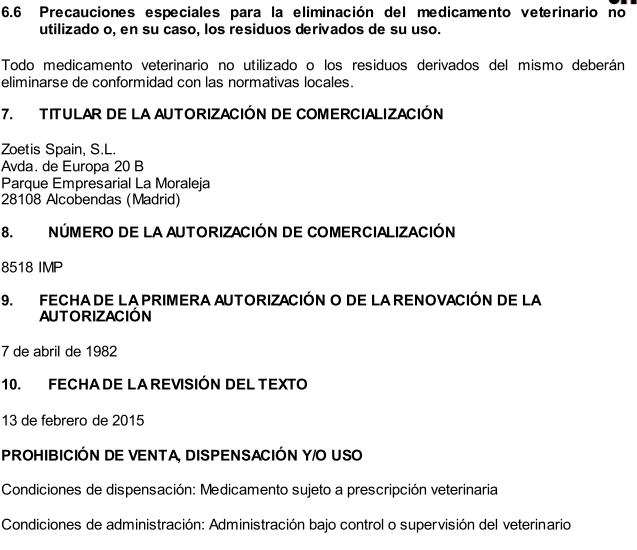 6.6 Precauciones especiales para la eliminación del medicamento veterinario no
utilizado o, en su caso, los residuos derivados de su uso.
Todo medicamento veterinario no utilizado o los residuos derivados del mismo deberán
eliminarse de conformidad con las normativas locales.
7. TITULAR DE LA AUTORIZACIÓN DE COMERCIALIZACIÓN
Zoetis Spain, S.L.
Avda. de Europa 20 B
Parque Empresarial La Moraleja
28108 Alcobendas (Madrid)
8. NÚMERO DE LA AUTORIZACIÓN DE COMERCIALIZACIÓN
8518 IMP
9. FECHA DE LA PRIMERA AUTORIZACIÓN O DE LA RENOVACIÓN DE LA
AUTORIZACIÓN
7 de abril de 1982
10. FECHA DE LA REVISIÓN DEL TEXTO
13 de febrero de 2015
PROHIBICIÓN DE VENTA, DISPENSACIÓN Y/O USO
Condiciones de dispensación: Medicamento sujeto a prescripción veterinaria
Condiciones de administración: Administración bajo control o supervisión del veterinario